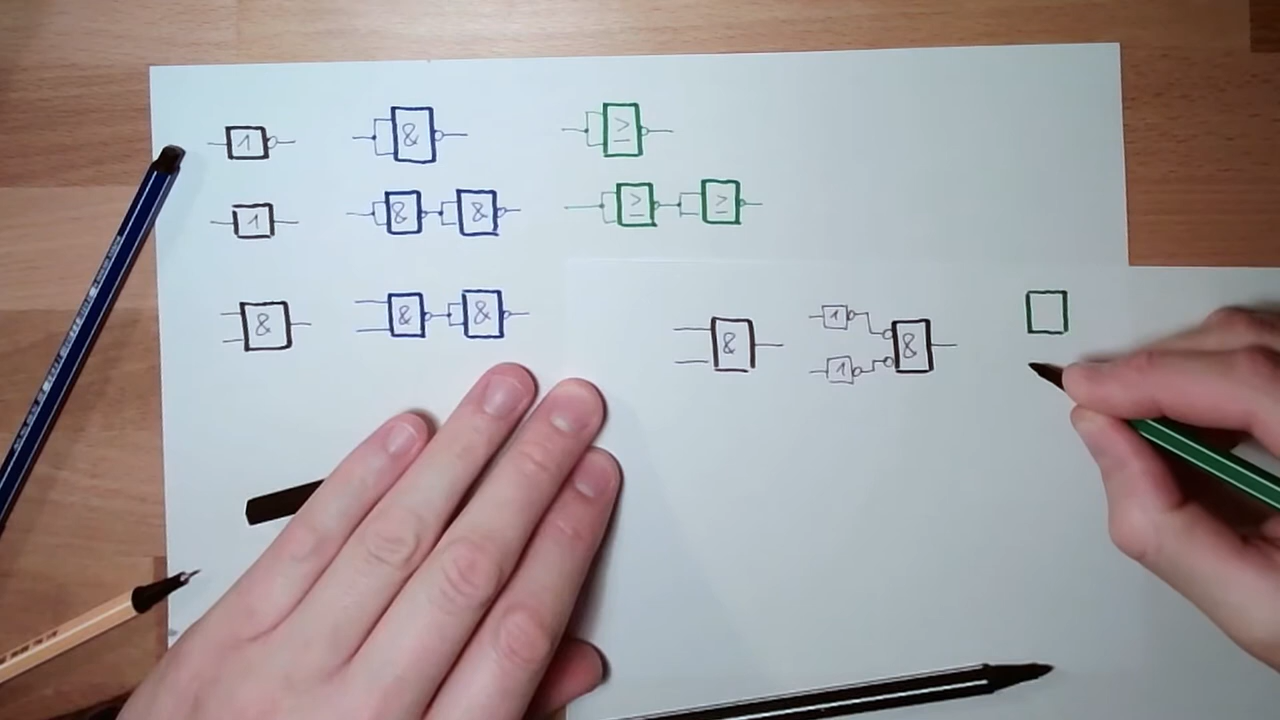 1 & ≥
1 & & ≥ ≥
& & &
& 1 &
1